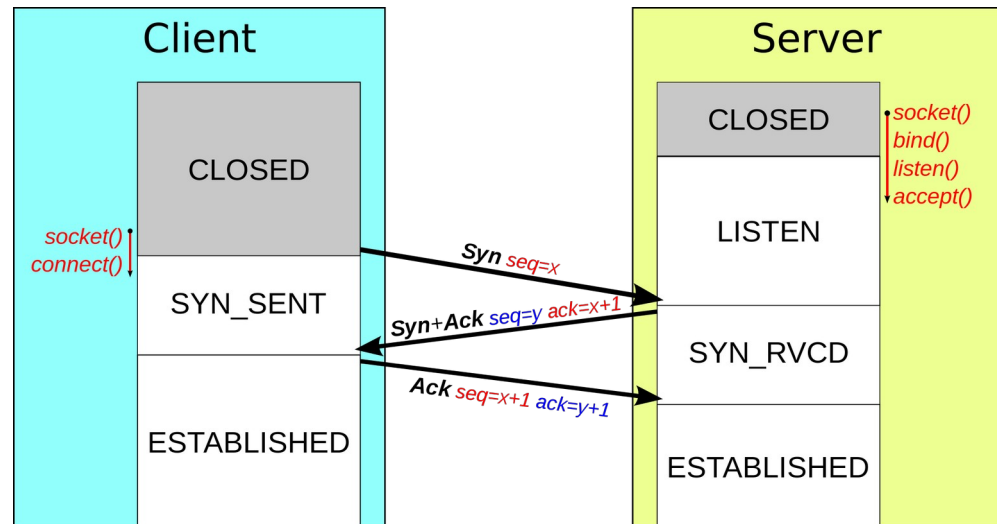 Client
Server
CLOSED
socket()
connect()
SYN_SENT
ESTABLISHED
Syn seq=x
Syn+Ack seq=y ack=x+1
Ack seq=x+1 ack=y+1
CLOSED
socket()
bind()
listen()
accept()
LISTEN
SYN_RVCD
ESTABLISHED